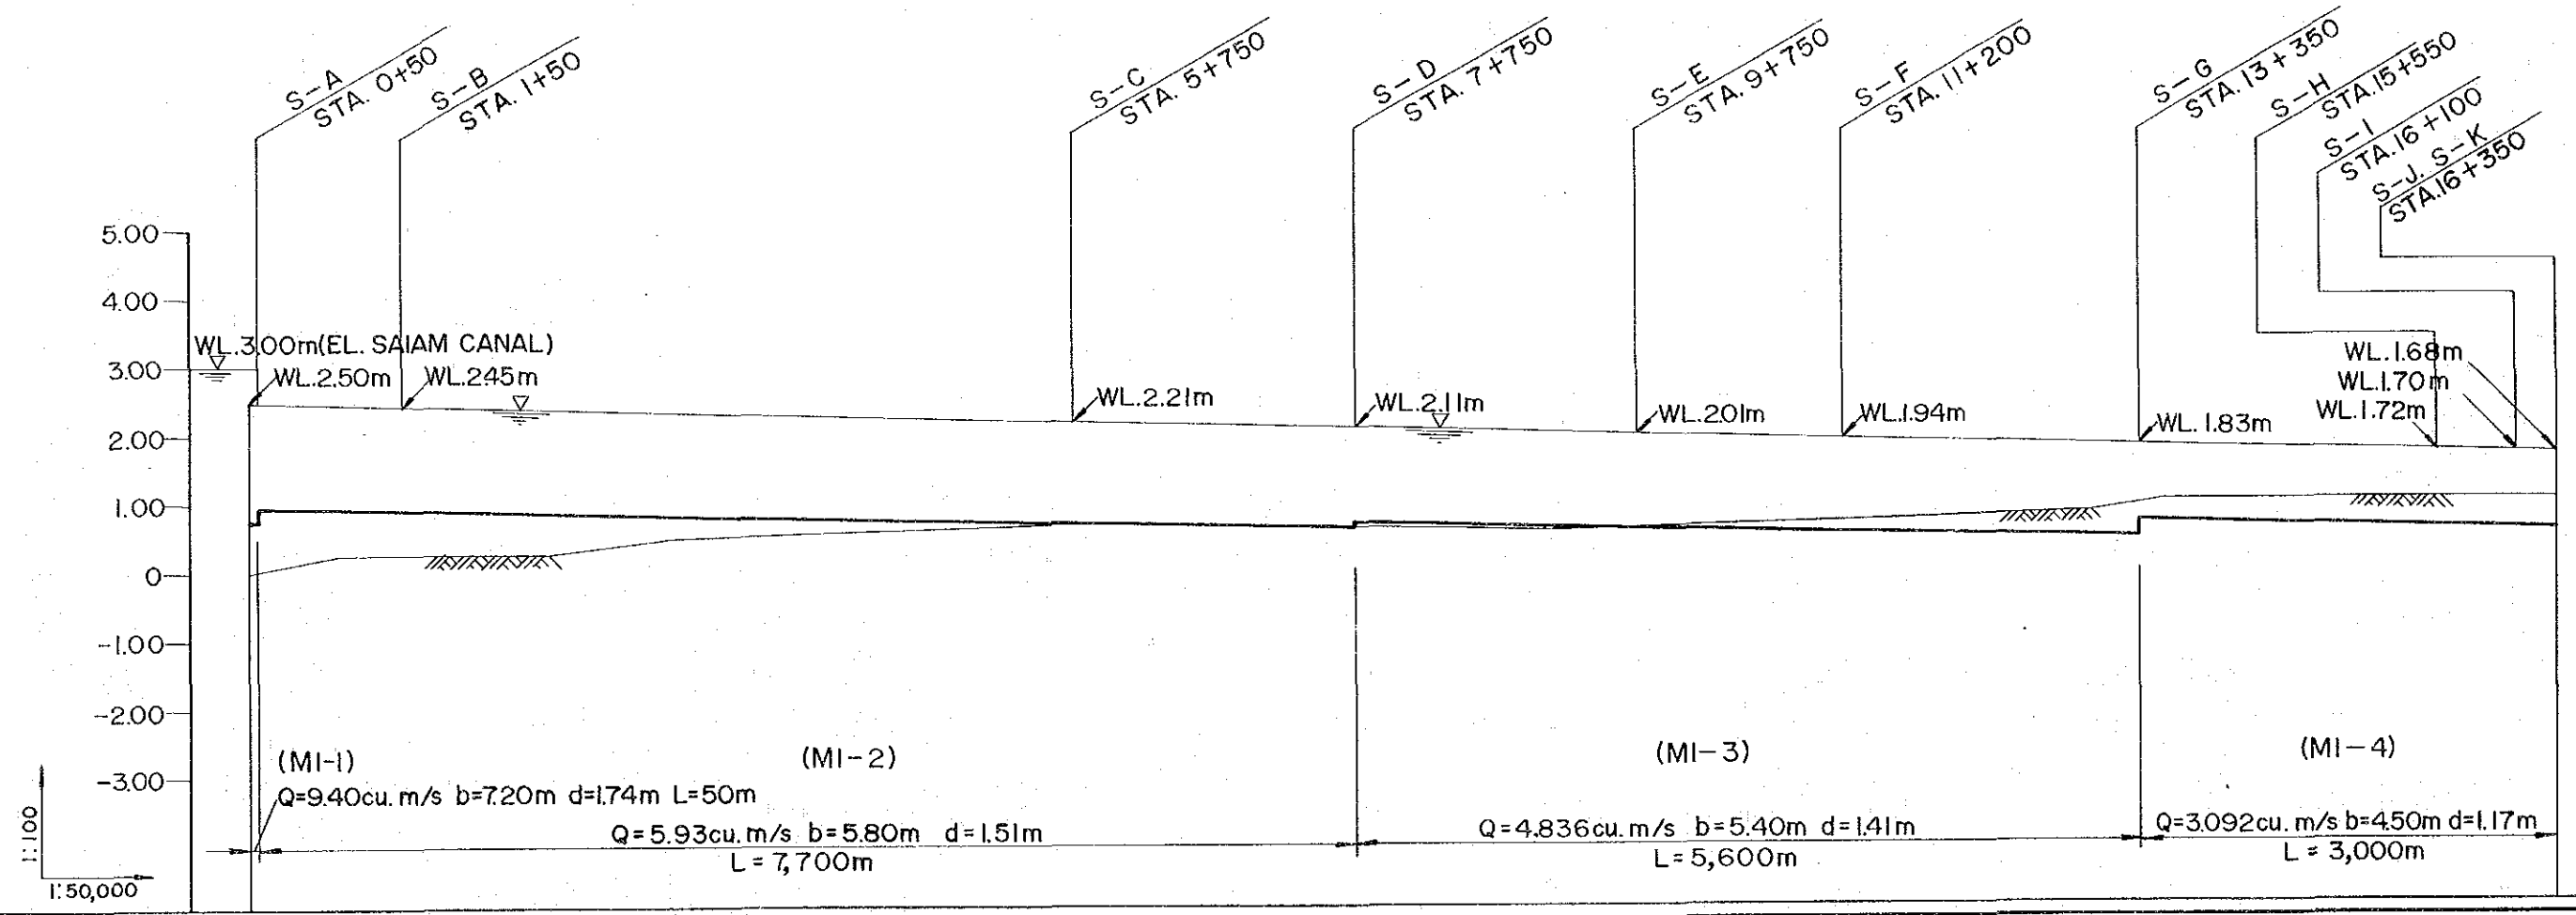 S-A
STA. 0+50
S-B
STA. 1+50
S-C
STA. 5+750
S-D
STA. 7+750
S-E
STA. 9+750
S-F
STA. 11+200
S-G
STA. 13+350
S-H
STA. 15+550
S-I
STA. 16+100
S-J. S-K
STA. 16+350
5.00
4.00
WL.3.00m(EL. SAIAM CANAL)
3.00
WL.2.50m
WL.245m
WL.2.21m
WL.2.11m
WL.2.01m
WL.1.94m
WL.1.83m
WL.1.68m
WL.1.70m
WL.1.72m
2.00
1.00
0
-1.00
-2.00
-3.00
(MI-1)
(MI-2)
(MI-3)
(MI-4)
Q=9.40cu. m/s b=7.20m d=1.74m L=50m
Q=5.93cu. m/s b=5.80m d=1.51m
L=7,700m
Q=4.836cu. m/s b=5.40m d=1.41m
L=5,600m
Q=3.092cu. m/s b=4.50m d=1.17m
L=3,000m
1:100
1:50,000